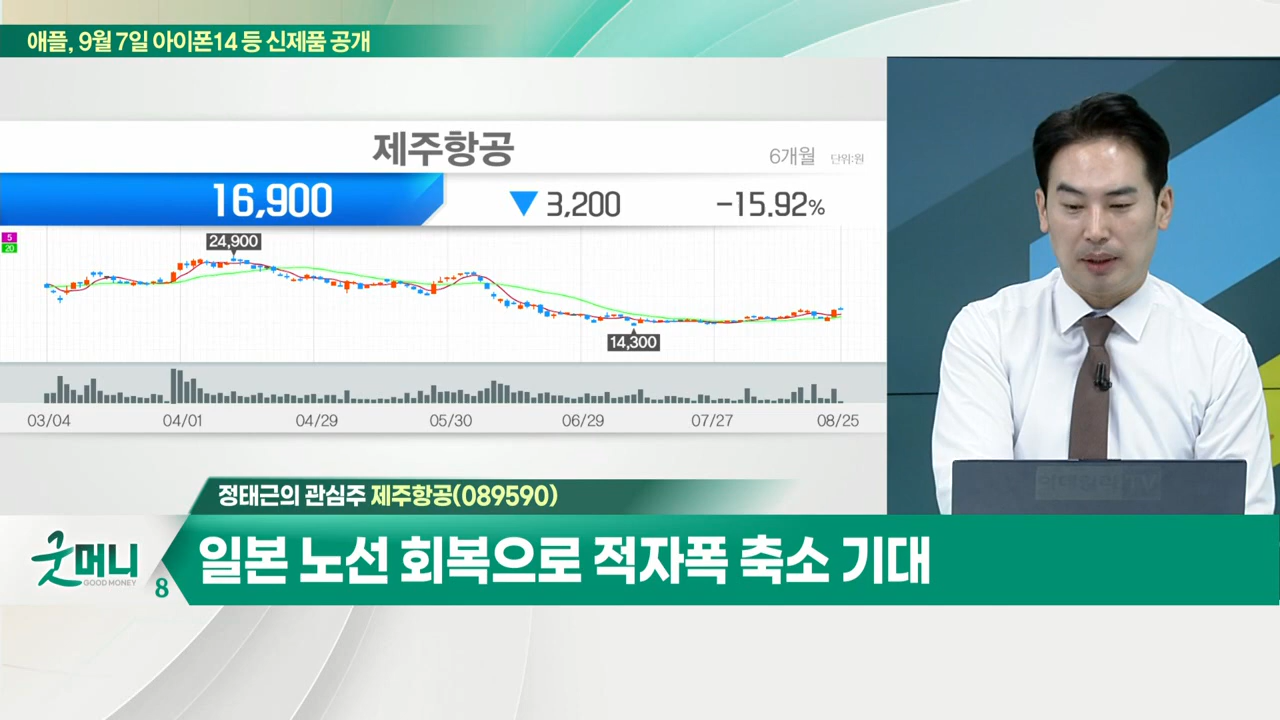 애플, 9월 7일 아이폰14 등 신제품 공개
제주항공
6개월 단위:원
16,900 ▼ 3,200 -15.92%
5
20
24,900
14,300
03/04 04/01 04/29 05/30 06/29 07/27 08/25
정태근의 관심주 제주항공(089590)
굿머니
GOOD MONEY
8
일본 노선 회복으로 적자폭 축소 기대